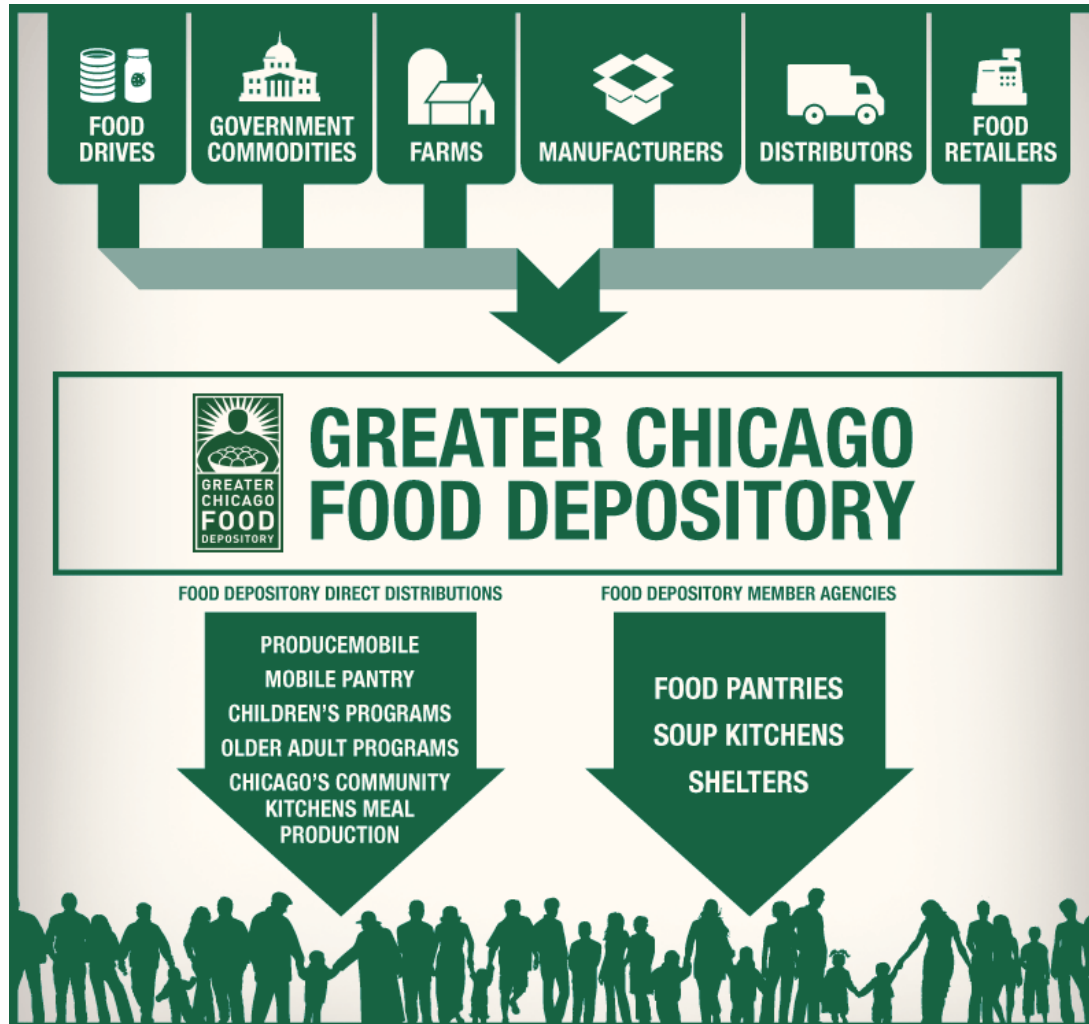 FOOD
DRIVES
GOVERNMENT
COMMODITIES
FARMS
MANUFACTURERS
DISTRIBUTORS
FOOD
RETAILERS
GREATER
CHICAGO
FOOD
DEPOSITORY
GREATER CHICAGO
FOOD DEPOSITORY
FOOD DEPOSITORY DIRECT DISTRIBUTIONS
PRODUCEMOBILE
MOBILE PANTRY
CHILDREN'S PROGRAMS
OLDER ADULT PROGRAMS
CHICAGO'S COMMUNITY
KITCHENS MEAL
PRODUCTION
FOOD DEPOSITORY MEMBER AGENCIES
FOOD PANTRIES
SOUP KITCHENS
SHELTERS